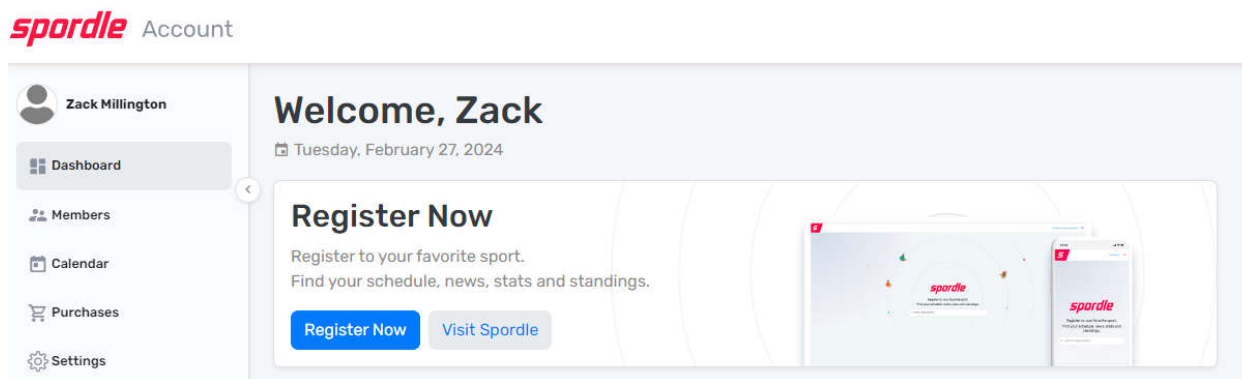 spordle Account
Zack Millington
Dashboard
Members
Calendar
Purchases
Settings
Welcome, Zack
Tuesday, February 27, 2024
Register Now
Register to your favorite sport.
Find your schedule, news, stats and standings.
Register Now
Visit Spordle
spordle
spordle